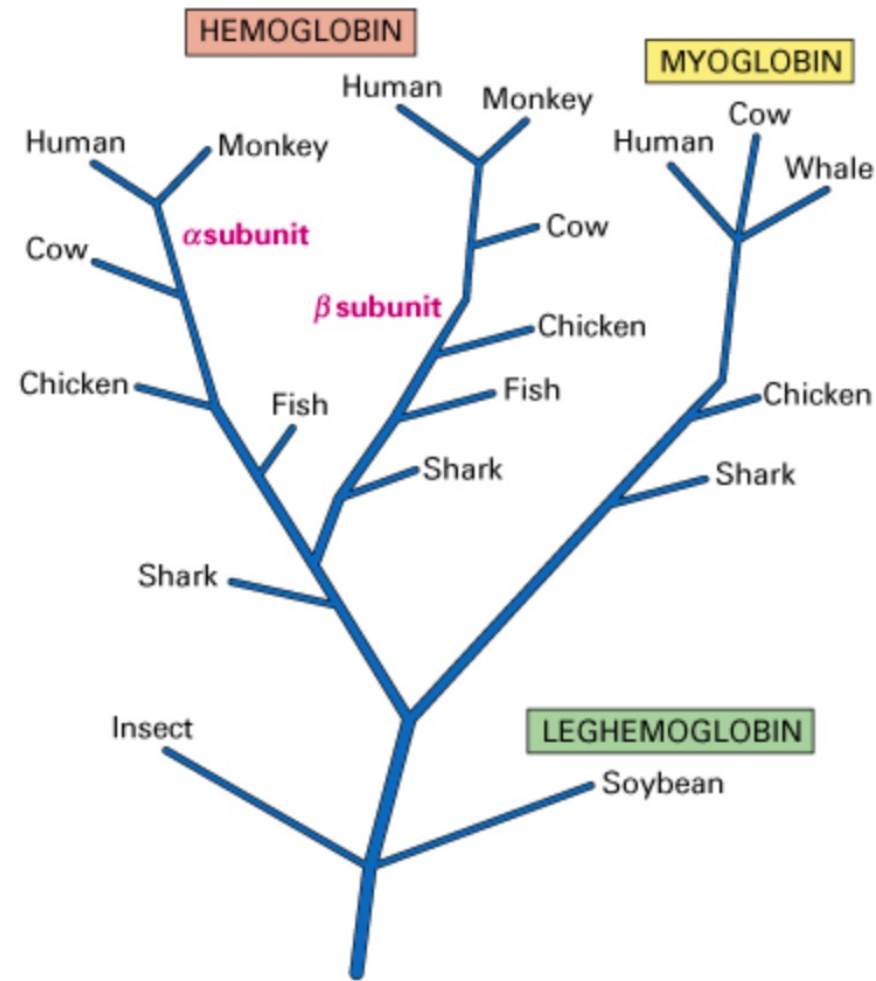 HEMOGLOBIN
MYOGLOBIN
Human
Monkey
Human
Monkey
Cow
Human
Whale
αsubunit
Cow
Cow
β subunit
Chicken
Chicken
Fish
Fish
Chicken
Shark
Shark
Shark
Insect
LEGHEMOGLOBIN
Soybean